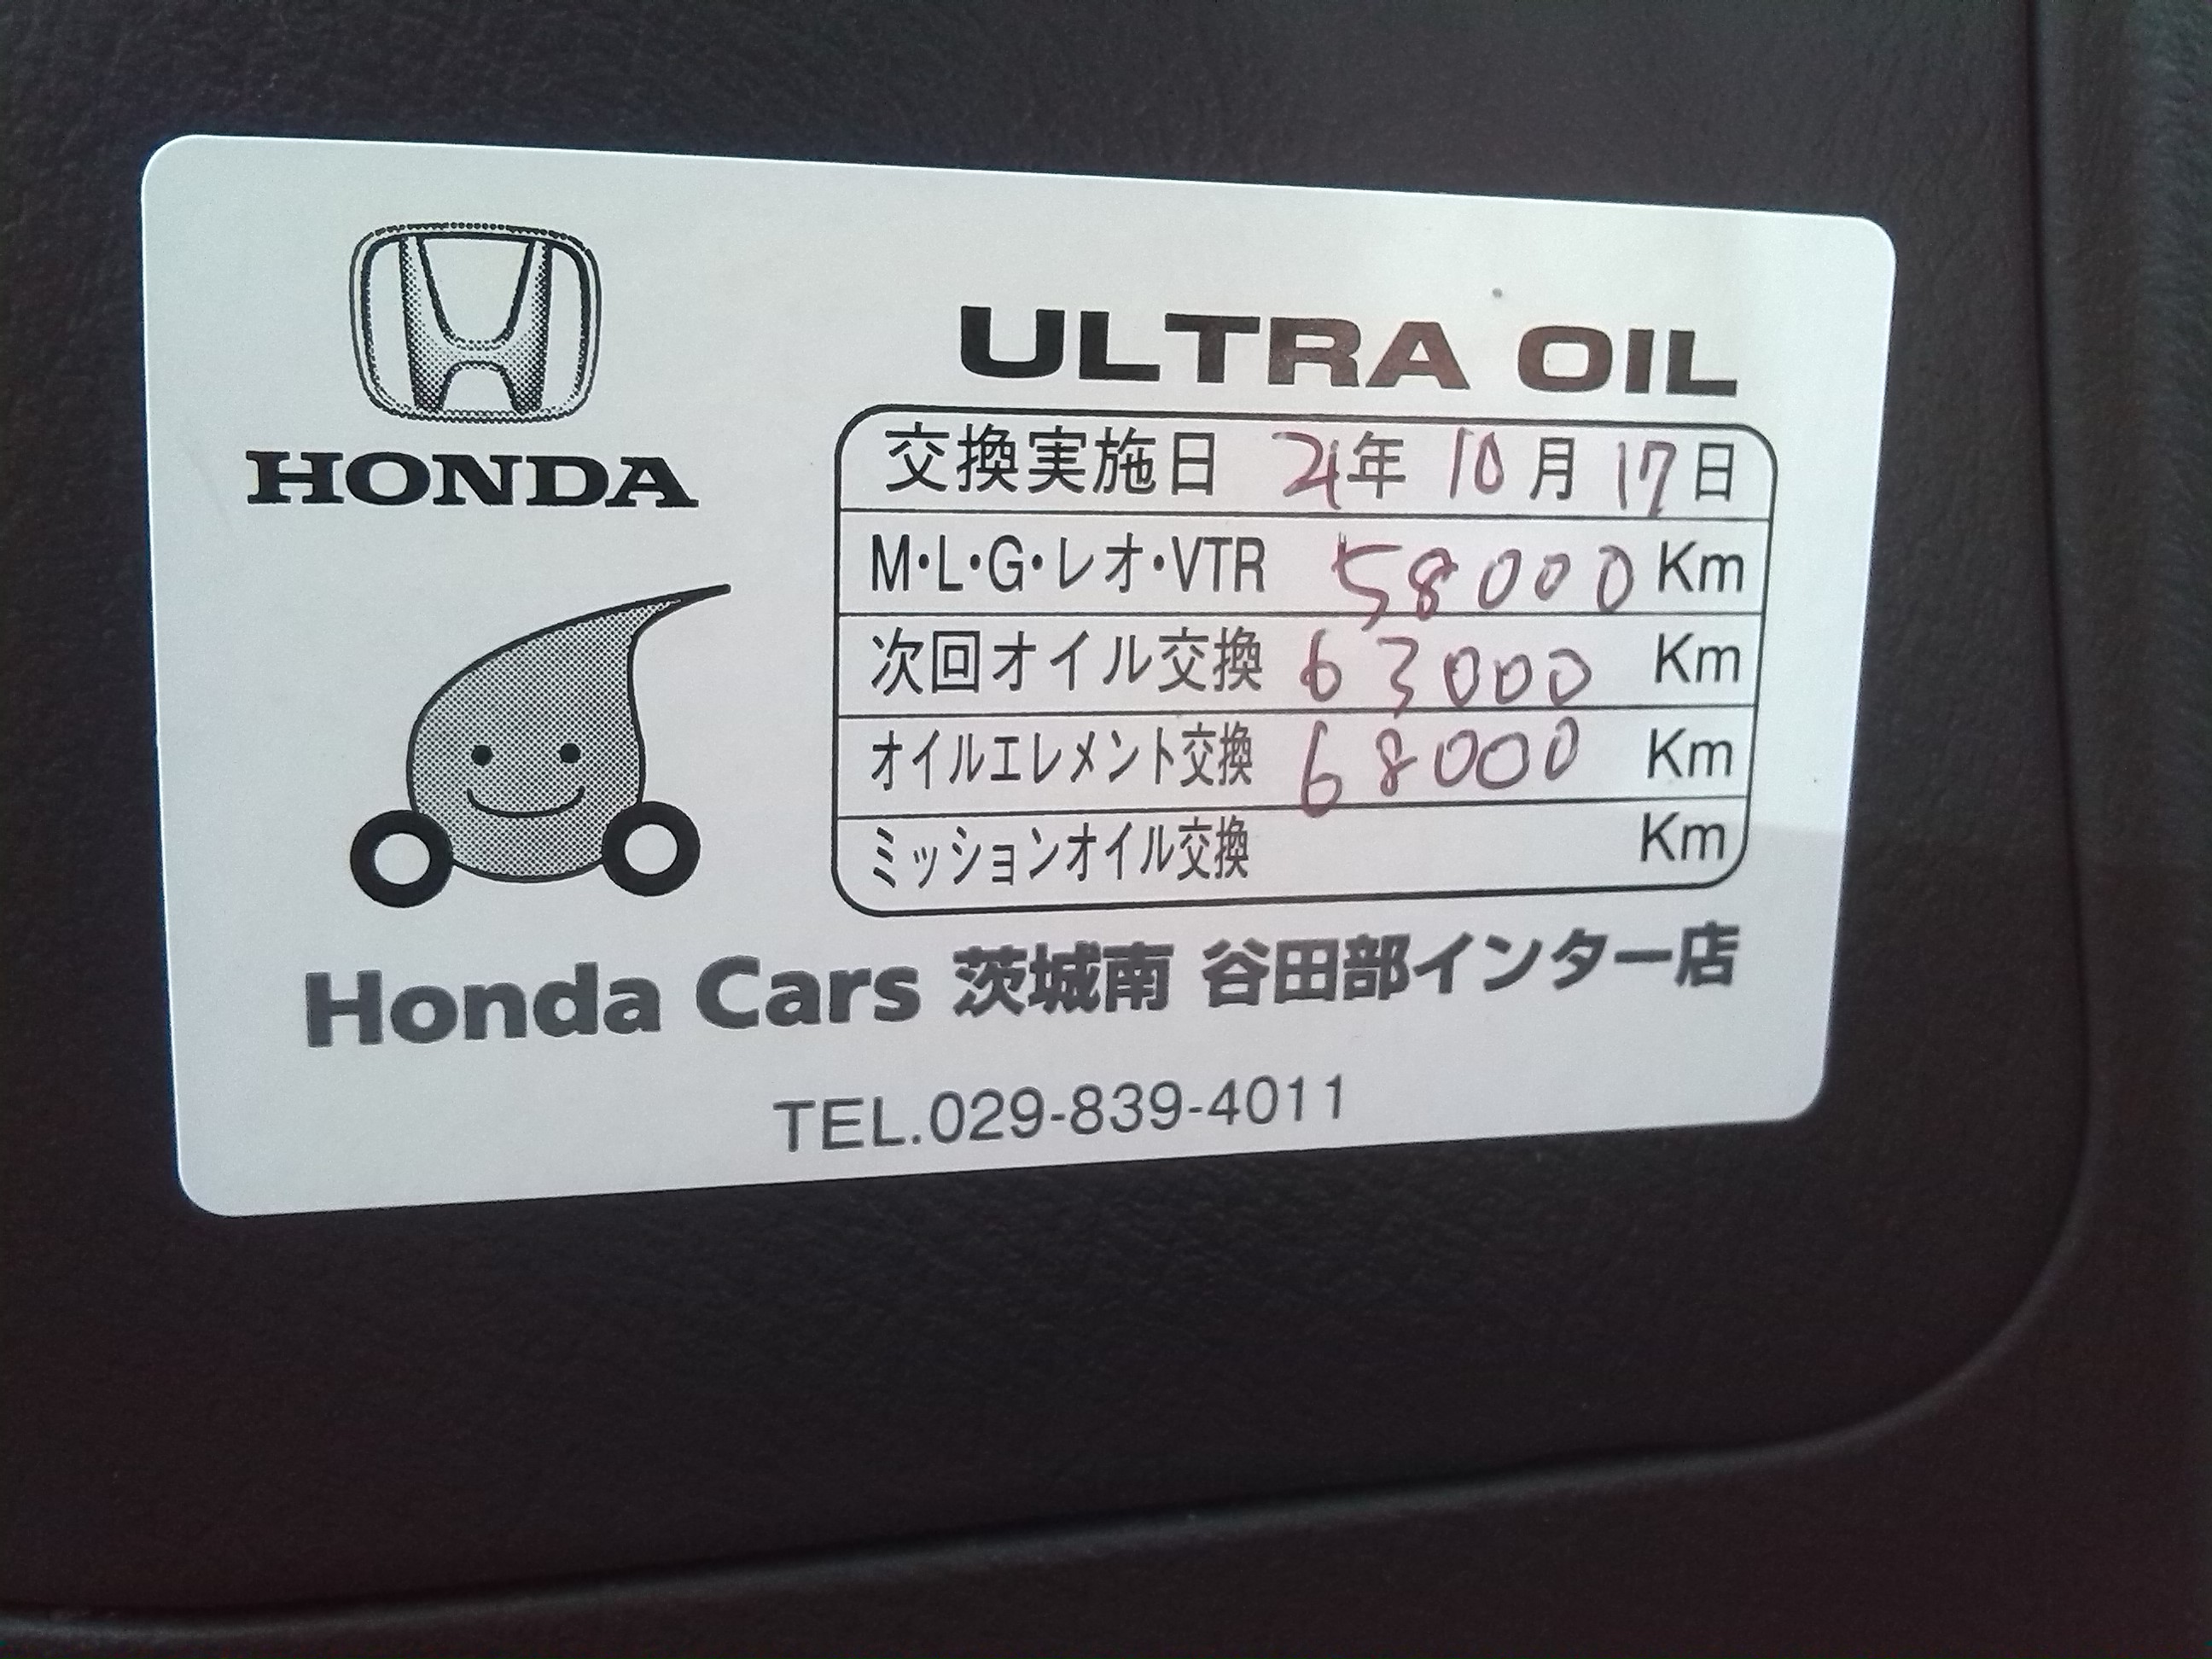 HONDA
ULTRA OIL
交換実施日 21年 10月 17日
M・L・G・レオ・VTR 58000 Km
次回オイル交換 63000 Km
オイルエレメント交換 68000 Km
ミッションオイル交換 Km
Honda Cars 茨城南 谷田部インター店
TEL.029-839-4011